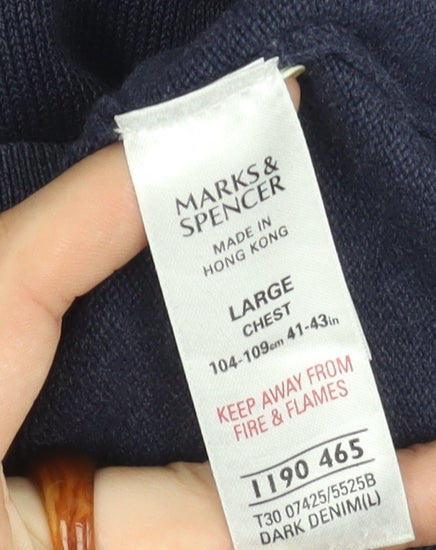 MARKS &
SPENCER
MADE IN
HONG KONG
LARGE
CHEST
104-109cm 41-43in
KEEP AWAY FROM
FIRE & FLAMES
1190 465
T30 07425/5525B
DARK DENIM(L)